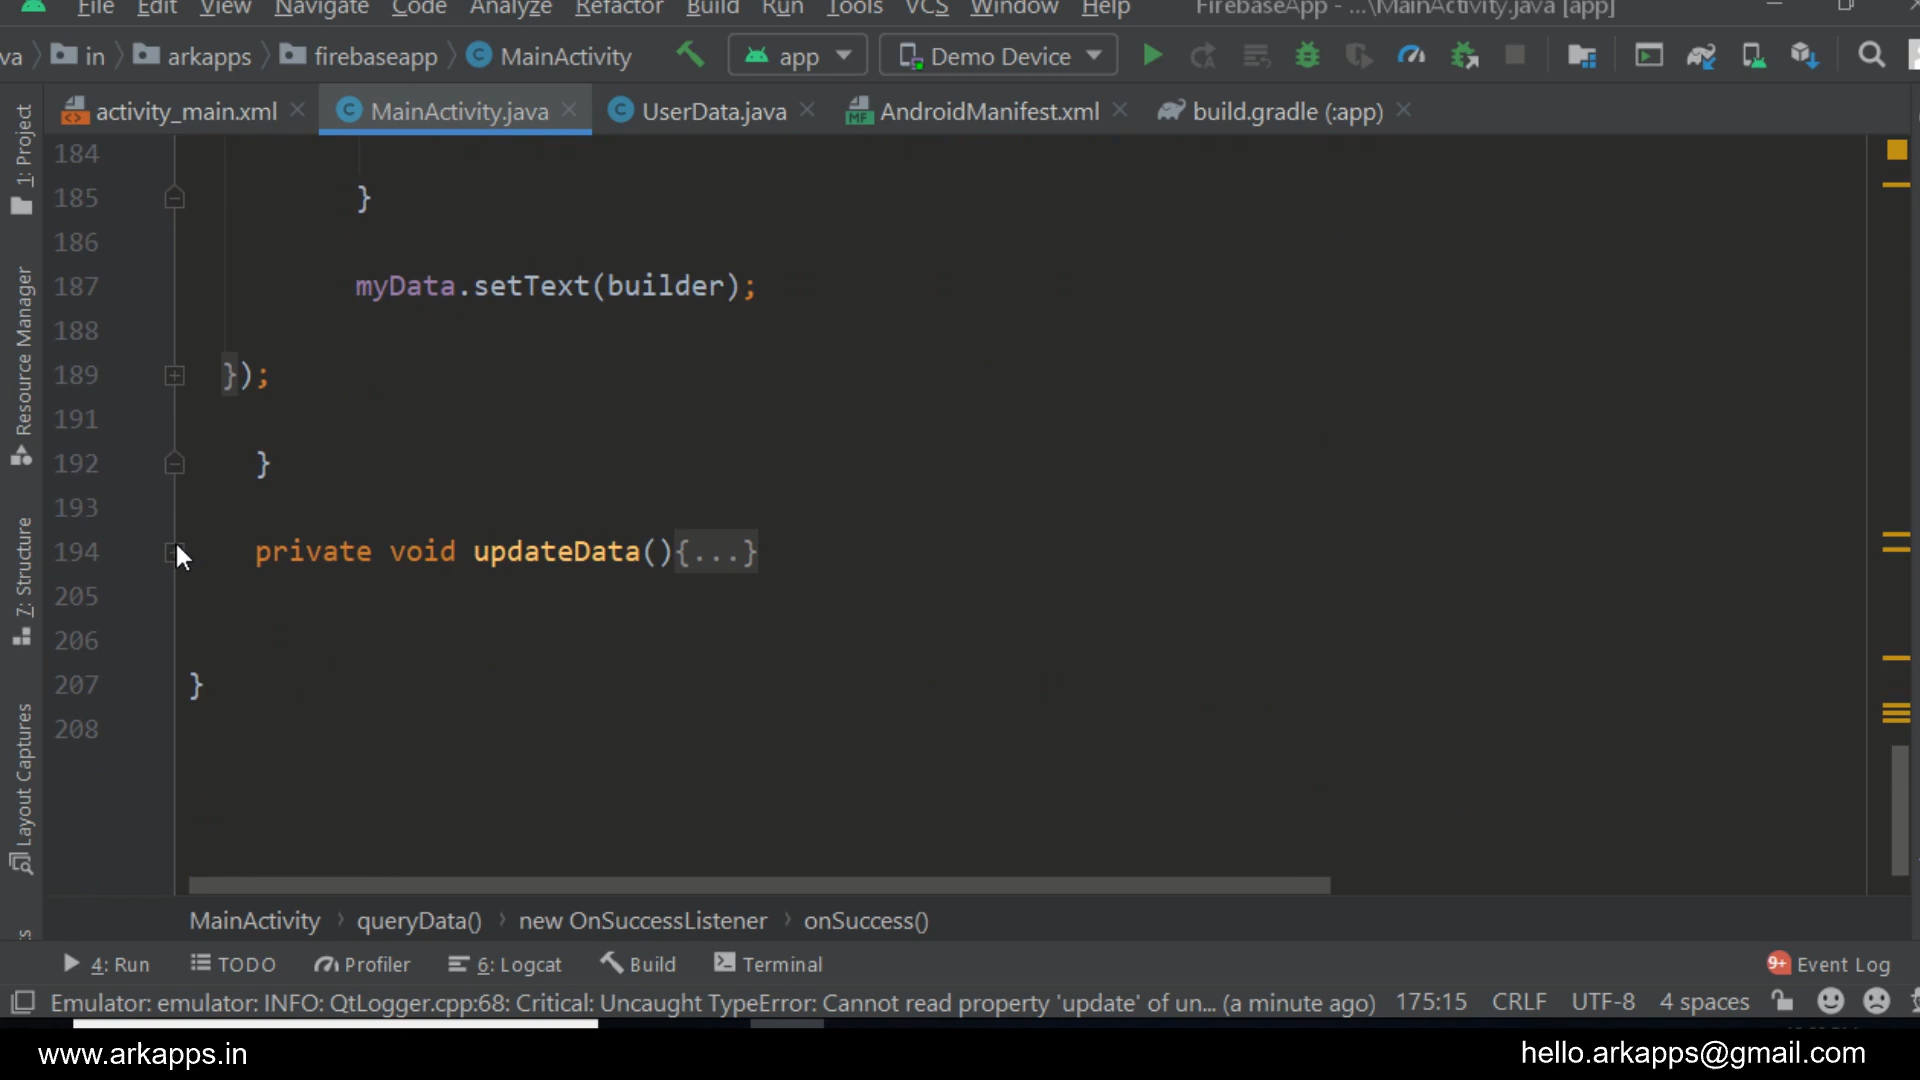 File Edit View Navigate Code Analyze Refactor Build Run Tools VCS Window Help FirebaseApp - ...\MainActivity.java [app]
va in arkapps firebaseapp MainActivity app Demo Device
activity_main.xml MainActivity.java UserData.java AndroidManifest.xml build.gradle (:app)
1: Project
Resource Manager
7: Structure
Layout Captures
184
185 }
186
187 myData.setText(builder);
188
189 });
191
192 }
193
194 private void updateData(){...}
205
206
207 }
208
MainActivity queryData() new OnSuccessListener onSuccess()
4: Run TODO Profiler 6: Logcat Build Terminal 9+ Event Log
Emulator: emulator: INFO: QtLogger.cpp:68: Critical: Uncaught TypeError: Cannot read property 'update' of un... (a minute ago) 175:15 CRLF UTF-8 4 spaces
www.arkapps.in hello.arkapps@gmail.com